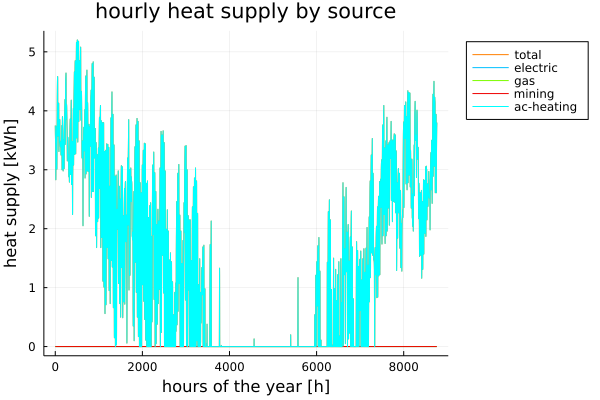 hourly heat supply by source
heat supply [kWh]
5
4
3
2
1
0
0 2000 4000 6000 8000
hours of the year [h]
total
electric
gas
mining
ac-heating